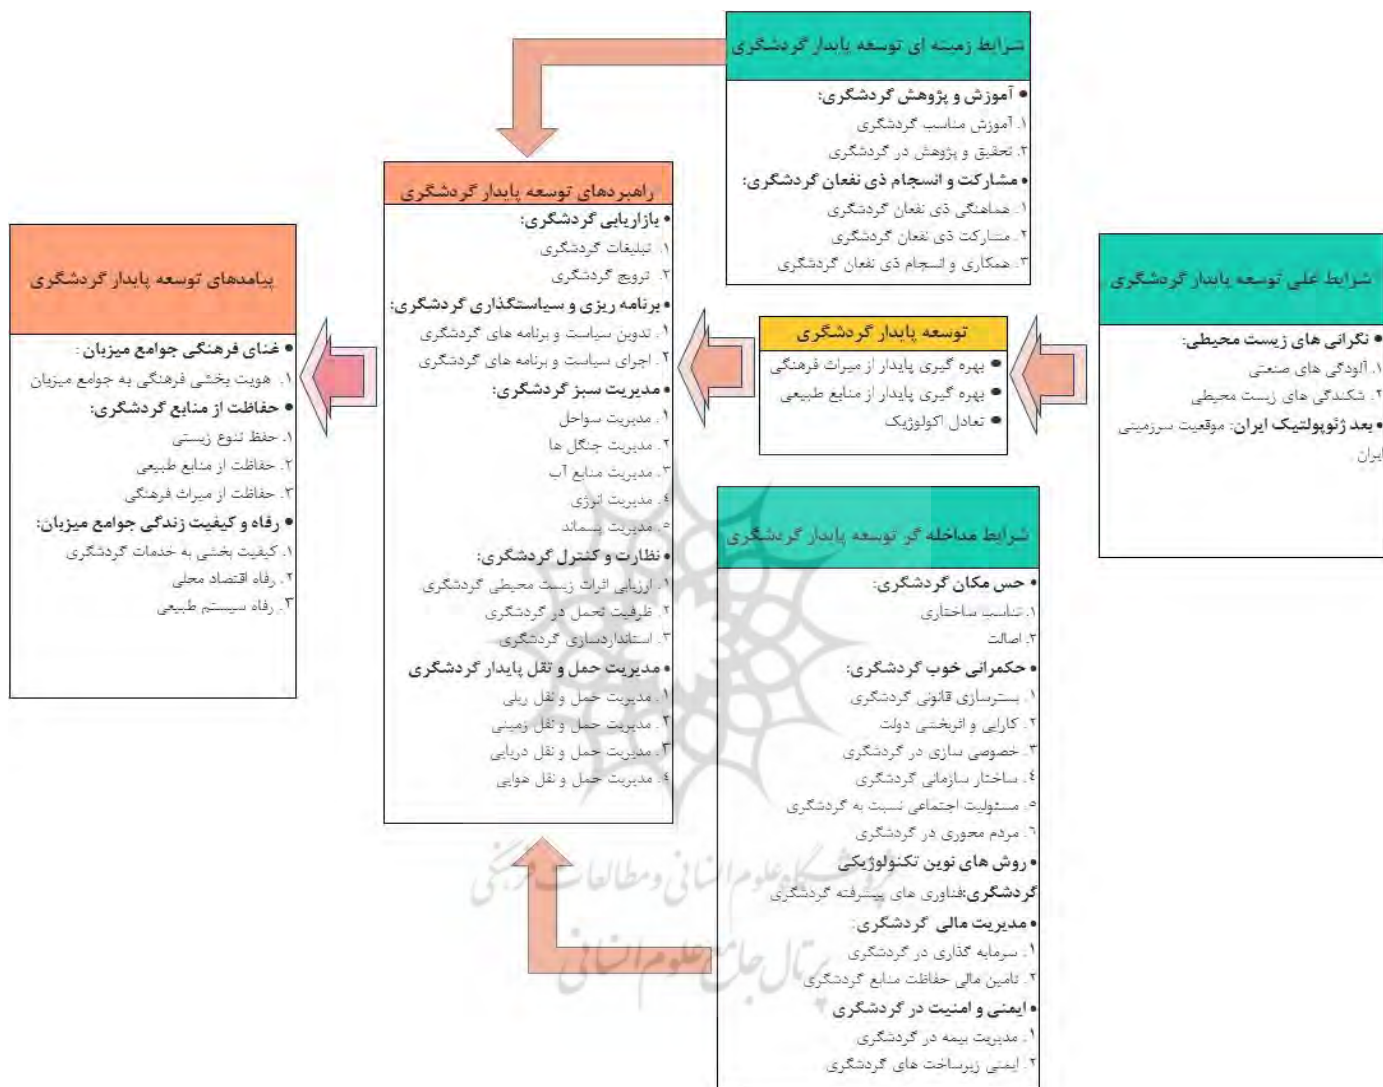 شرایط زمینه ای توسعه پایدار گردشگری
• آموزش و پژوهش گردشگری:
۱. آموزش مناسب گردشگری
۲. تحقیق و پژوهش در گردشگری
• مشارکت و انسجام ذی نفعان گردشگری:
۱. هماهنگی ذی نفعان گردشگری
۲. مشارکت ذی نفعان گردشگری
۳. همکاری و انسجام ذی نفعان گردشگری
شرایط علی توسعه پایدار گردشگری
• نگرانی های زیست محیطی:
۱. آلودگی های صنعتی
۲. شکنندگی های زیست محیطی
• بعد ژئوپولتیک ایران: موقعیت سرزمینی
ایران
توسعه پایدار گردشگری
• بهره گیری پایدار از میراث فرهنگی
• بهره گیری پایدار از منابع طبیعی
• تعادل اکولوژیک
شرایط مداخله گر توسعه پایدار گردشگری
• حس مکان گردشگری:
۱. تناسب ساختاری
۲. اصالت
• حکمرانی خوب گردشگری:
۱. بسترسازی قانونی گردشگری
۲. کارایی و اثربخشی دولت
۳. خصوصی سازی در گردشگری
۴. ساختار سازمانی گردشگری
۵. مسئولیت اجتماعی نسبت به گردشگری
۶. مردم محوری در گردشگری
• روش های نوین تکنولوژیکی
گردشگری:فناوری های پیشرفته گردشگری
• مدیریت مالی گردشگری:
۱. سرمایه گذاری در گردشگری
۲. تامین مالی حفاظت منابع گردشگری
• ایمنی و امنیت در گردشگری
۱. مدیریت بیمه در گردشگری
۲. ایمنی زیرساخت های گردشگری
راهبردهای توسعه پایدار گردشگری
• بازاریابی گردشگری:
۱. تبلیغات گردشگری
۲. ترویج گردشگری
• برنامه ریزی و سیاستگذاری گردشگری:
۱. تدوین سیاست و برنامه های گردشگری
۲. اجرای سیاست و برنامه های گردشگری
• مدیریت سبز گردشگری:
۱. مدیریت سواحل
۲. مدیریت جنگل ها
۳. مدیریت منابع آب
۴. مدیریت انرژی
۵. مدیریت پسماند
• نظارت و کنترل گردشگری:
۱. ارزیابی اثرات زیست محیطی گردشگری
۲. ظرفیت تحمل در گردشگری
۳. استانداردسازی گردشگری
• مدیریت حمل و نقل پایدار گردشگری
۱. مدیریت حمل و نقل ریلی
۲. مدیریت حمل و نقل زمینی
۳. مدیریت حمل و نقل دریایی
۴. مدیریت حمل و نقل هوایی
پیامدهای توسعه پایدار گردشگری
• غنای فرهنگی جوامع میزبان :
۱. هویت بخشی فرهنگی به جوامع میزبان
• حفاظت از منابع گردشگری:
۱. حفظ تنوع زیستی
۲. حفاظت از منابع طبیعی
۳. حفاظت از میراث فرهنگی
• رفاه و کیفیت زندگی جوامع میزبان:
۱. کیفیت بخشی به خدمات گردشگری
۲. رفاه اقتصاد محلی
۳. رفاه سیستم طبیعی
پژوهشگاه علوم انسانی و مطالعات فرهنگی
پرتال جامع علوم انسانی